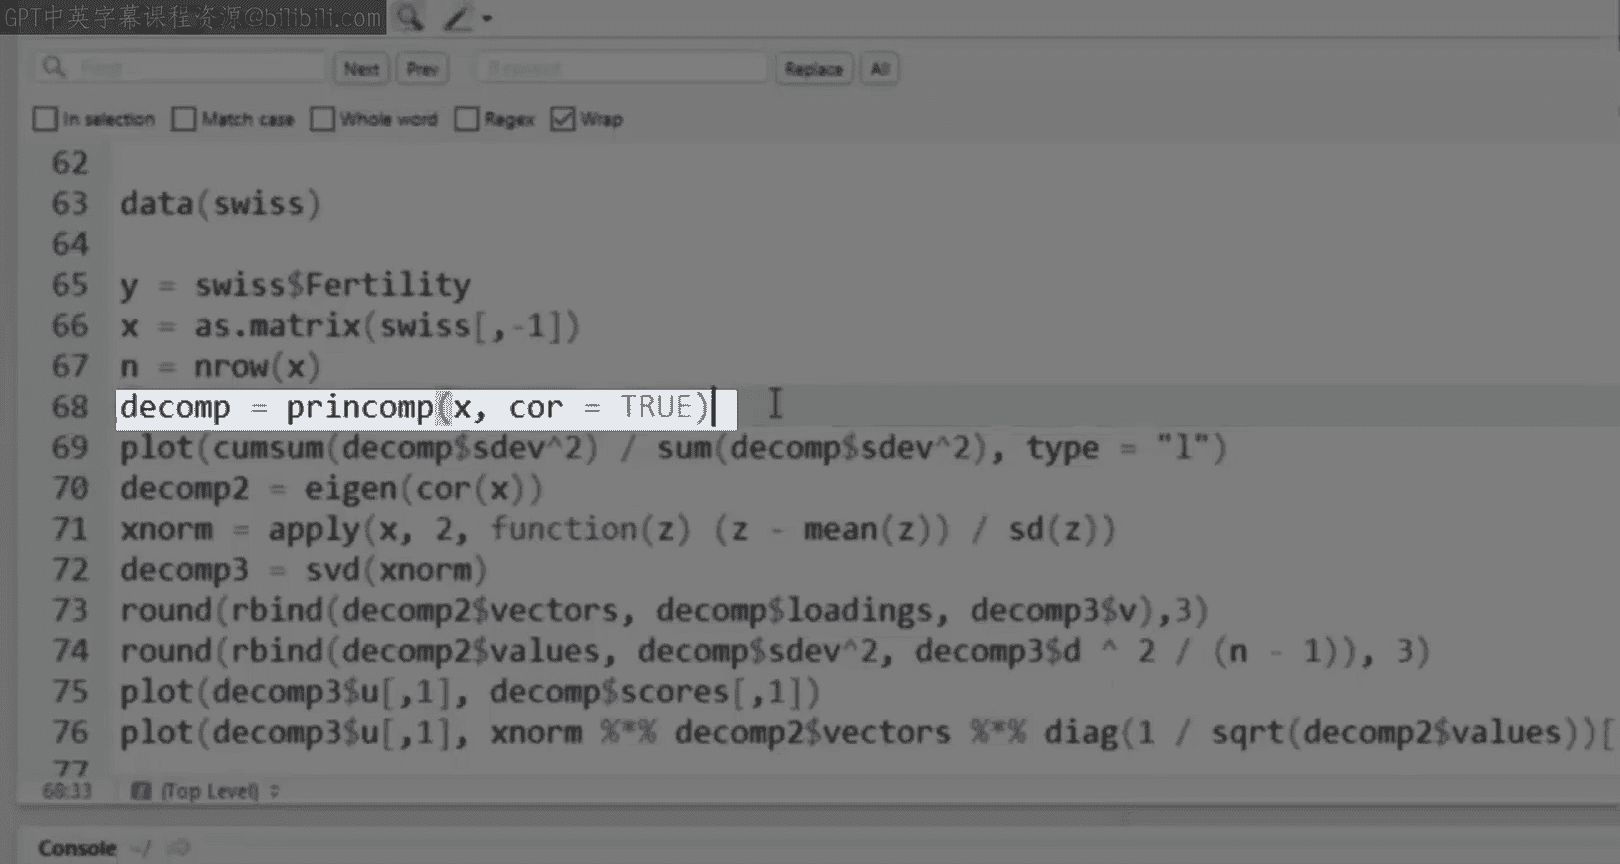 GPT中英字幕课程资源@bilibili.com
Find Next Prev Replace All
In selection Match case Whole word Regex Wrap
62
63 data(swiss)
64
65 y = swiss$Fertility
66 x = as.matrix(swiss[,-1])
67 n = nrow(x)
68 decomp = princomp(x, cor = TRUE)
69 plot(cumsum(decomp$sdev^2) / sum(decomp$sdev^2), type = "l")
70 decomp2 = eigen(cor(x))
71 xnorm = apply(x, 2, function(z) (z - mean(z)) / sd(z))
72 decomp3 = svd(xnorm)
73 round(rbind(decomp2$vectors, decomp$loadings, decomp3$v),3)
74 round(rbind(decomp2$values, decomp$sdev^2, decomp3$d ^ 2 / (n - 1)), 3)
75 plot(decomp3$u[,1], decomp$scores[,1])
76 plot(decomp3$u[,1], xnorm %*% decomp2$vectors %*% diag(1 / sqrt(decomp2$values))[
77
68:33 (Top Level)
Console ~/